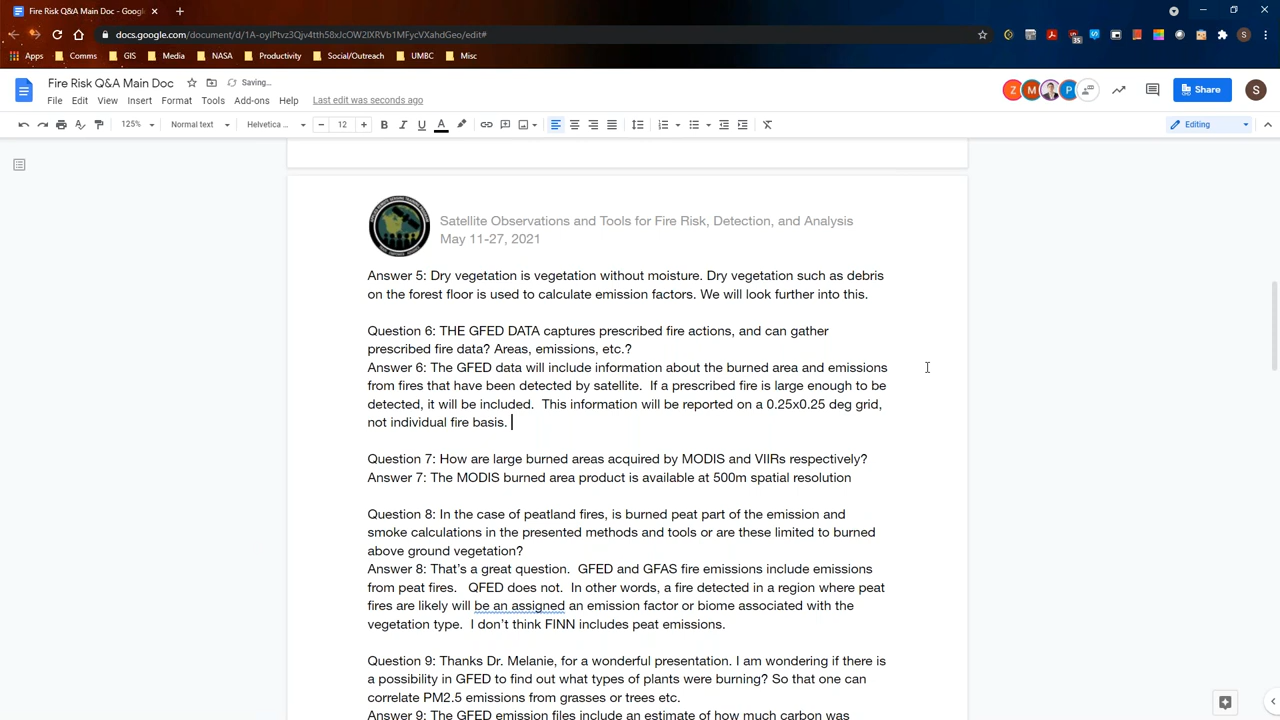 Fire Risk Q&A Main Doc - Googl
docs.google.com/document/d/1A-oyIPtvz3Qjv4tth58xJcOW2IXRVb1MFycVXahdGeo/edit#
Apps Comms GIS Media NASA Productivity Social/Outreach UMBC Misc
Fire Risk Q&A Main Doc Saving...
File Edit View Insert Format Tools Add-ons Help Last edit was seconds ago
Z M P Share S
125% Normal text Helvetica ... 12 B I U A Editing
Satellite Observations and Tools for Fire Risk, Detection, and Analysis
May 11-27, 2021
Answer 5: Dry vegetation is vegetation without moisture. Dry vegetation such as debris
on the forest floor is used to calculate emission factors. We will look further into this.
Question 6: THE GFED DATA captures prescribed fire actions, and can gather
prescribed fire data? Areas, emissions, etc.?
Answer 6: The GFED data will include information about the burned area and emissions
from fires that have been detected by satellite. If a prescribed fire is large enough to be
detected, it will be included. This information will be reported on a 0.25x0.25 deg grid,
not individual fire basis.
Question 7: How are large burned areas acquired by MODIS and VIIRs respectively?
Answer 7: The MODIS burned area product is available at 500m spatial resolution
Question 8: In the case of peatland fires, is burned peat part of the emission and
smoke calculations in the presented methods and tools or are these limited to burned
above ground vegetation?
Answer 8: That's a great question. GFED and GFAS fire emissions include emissions
from peat fires. QFED does not. In other words, a fire detected in a region where peat
fires are likely will be an assigned an emission factor or biome associated with the
vegetation type. I don't think FINN includes peat emissions.
Question 9: Thanks Dr. Melanie, for a wonderful presentation. I am wondering if there is
a possibility in GFED to find out what types of plants were burning? So that one can
correlate PM2.5 emissions from grasses or trees etc.
Answer 9: The GFED emission files include an estimate of how much carbon was